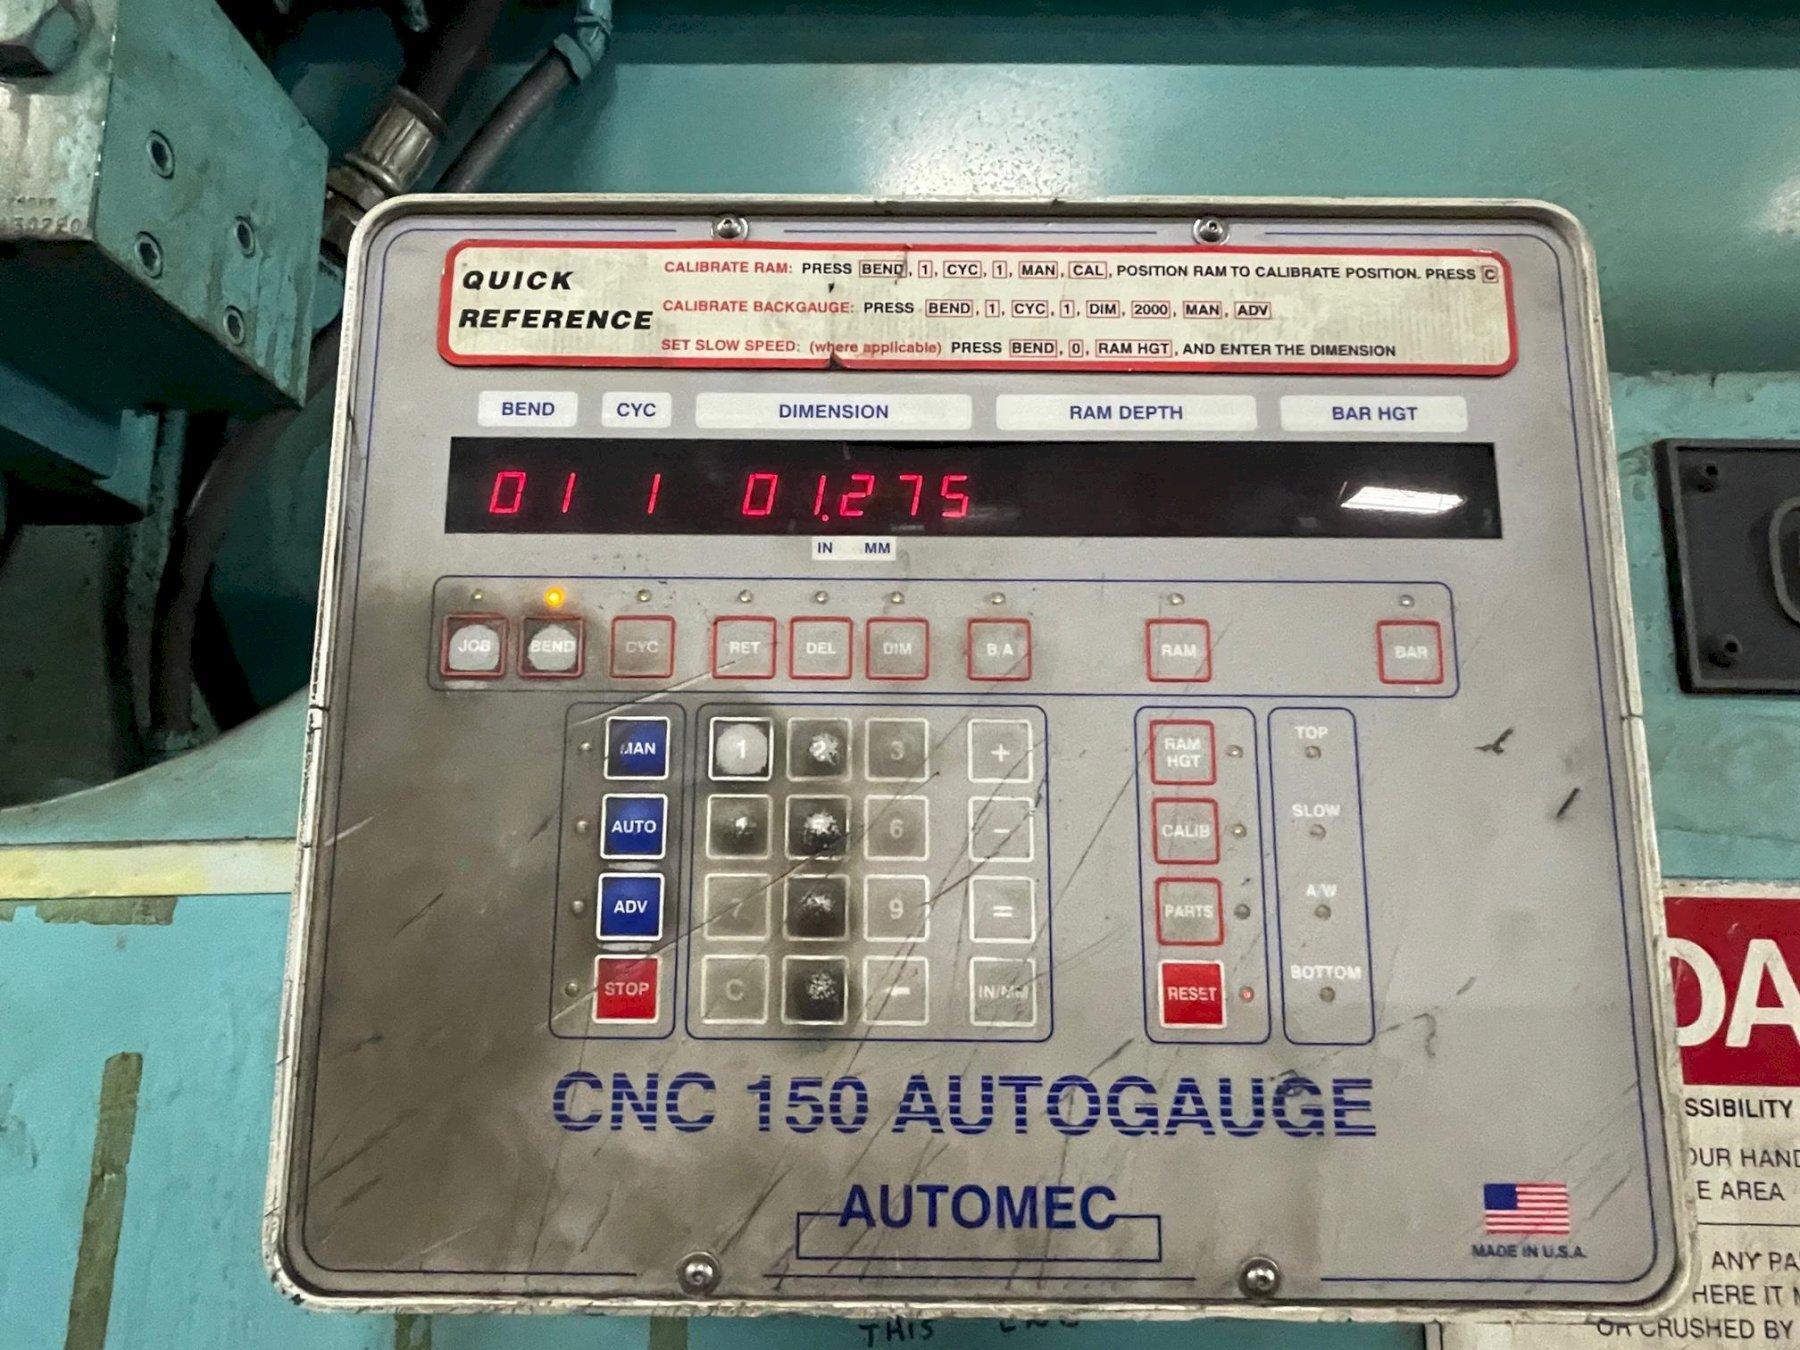 QUICK REFERENCE
CALIBRATE RAM: PRESS BEND, 1, CYC, 1, MAN, CAL, POSITION RAM TO CALIBRATE POSITION. PRESS C
CALIBRATE BACKGAUGE: PRESS BEND, 1, CYC, 1, DIM, 2000, MAN, ADV
SET SLOW SPEED: (where applicable) PRESS BEND, 0, RAM HGT, AND ENTER THE DIMENSION
BEND CYC DIMENSION RAM DEPTH BAR HGT
01 1 01.275
IN MM
JOB BEND CYC RET DEL DIM B/A RAM BAR
MAN 1 2 3 + RAM HGT TOP
AUTO 5 6 - CALIB SLOW
ADV 7 9 = PARTS A/W
STOP C IN/MM RESET BOTTOM
CNC 150 AUTOGAUGE
AUTOMEC
MADE IN U.S.A.
DA
SSIBILITY
OUR HAND
E AREA
ANY PA
HERE IT M
OR CRUSHED BY
THIS